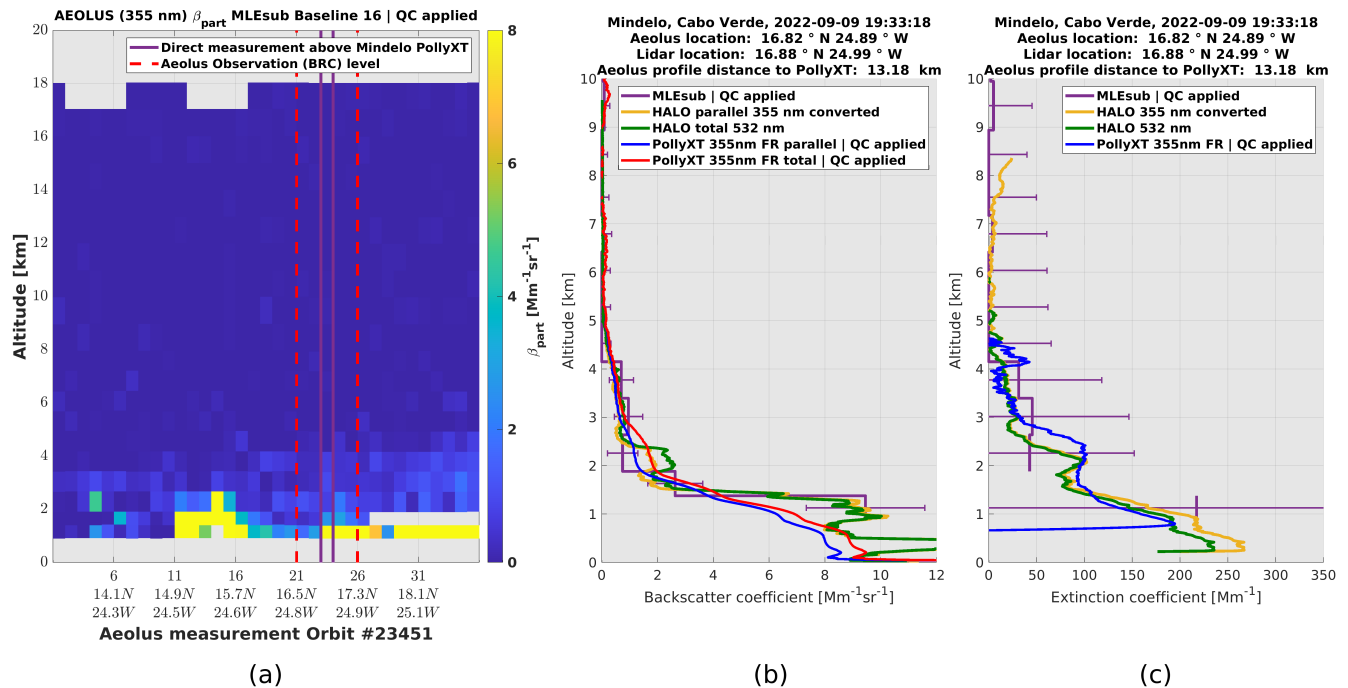 AEOLUS (355 nm) βpart MLEsub Baseline 16 | QC applied
Direct measurement above Mindelo PollyXT
Aeolus Observation (BRC) level
20
18
16
14
12
10
8
6
4
2
0
Altitude [km]
6 11 16 21 26 31
14.1N 14.9N 15.7N 16.5N 17.3N 18.1N
24.3W 24.5W 24.6W 24.8W 24.9W 25.1W
Aeolus measurement Orbit #23451
8
6
4
2
0
βpart [Mm-1sr-1]
(a)
Mindelo, Cabo Verde, 2022-09-09 19:33:18
Aeolus location: 16.82 ° N 24.89 ° W
Lidar location: 16.88 ° N 24.99 ° W
Aeolus profile distance to PollyXT: 13.18 km
MLEsub | QC applied
HALO parallel 355 nm converted
HALO total 532 nm
PollyXT 355nm FR parallel | QC applied
PollyXT 355nm FR total | QC applied
10
9
8
7
6
5
4
3
2
1
0
Altitude [km]
0 2 4 6 8 10 12
Backscatter coefficient [Mm-1sr-1]
(b)
Mindelo, Cabo Verde, 2022-09-09 19:33:18
Aeolus location: 16.82 ° N 24.89 ° W
Lidar location: 16.88 ° N 24.99 ° W
Aeolus profile distance to PollyXT: 13.18 km
MLEsub | QC applied
HALO 355 nm converted
HALO 532 nm
PollyXT 355nm FR | QC applied
10
9
8
7
6
5
4
3
2
1
0
Altitude [km]
0 50 100 150 200 250 300 350
Extinction coefficient [Mm-1]
(c)